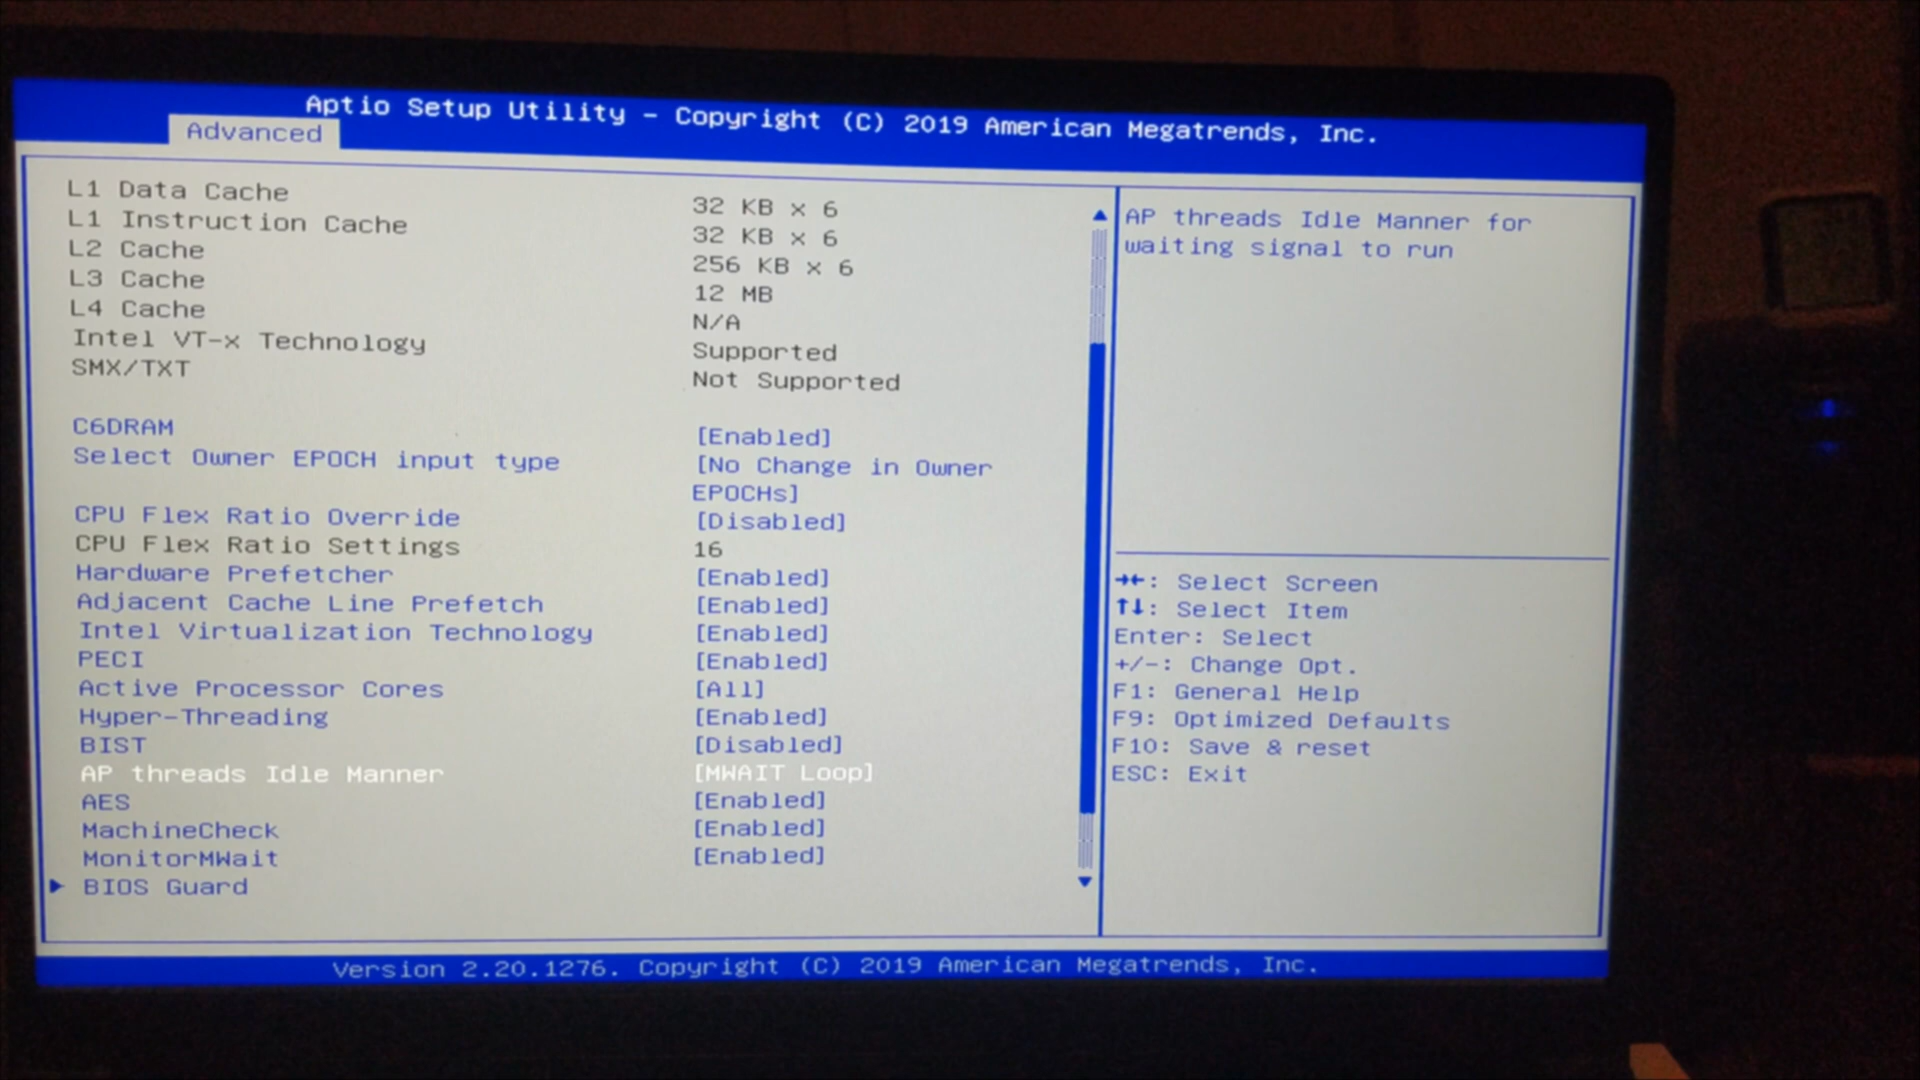 Aptio Setup Utility - Copyright (C) 2019 American Megatrends, Inc.
Advanced
L1 Data Cache 32 KB x 6
L1 Instruction Cache 32 KB x 6
L2 Cache 256 KB x 6
L3 Cache 12 MB
L4 Cache N/A
Intel VT-x Technology Supported
SMX/TXT Not Supported
C6DRAM [Enabled]
Select Owner EPOCH input type [No Change in Owner
EPOCHs]
CPU Flex Ratio Override [Disabled]
CPU Flex Ratio Settings 16
Hardware Prefetcher [Enabled]
Adjacent Cache Line Prefetch [Enabled]
Intel Virtualization Technology [Enabled]
PECI [Enabled]
Active Processor Cores [All]
Hyper-Threading [Enabled]
BIST [Disabled]
AP threads Idle Manner [MWAIT Loop]
AES [Enabled]
MachineCheck [Enabled]
MonitorMWait [Enabled]
BIOS Guard
AP threads Idle Manner for
waiting signal to run
→←: Select Screen
↑↓: Select Item
Enter: Select
+/-: Change Opt.
F1: General Help
F9: Optimized Defaults
F10: Save & reset
ESC: Exit
Version 2.20.1276. Copyright (C) 2019 American Megatrends, Inc.